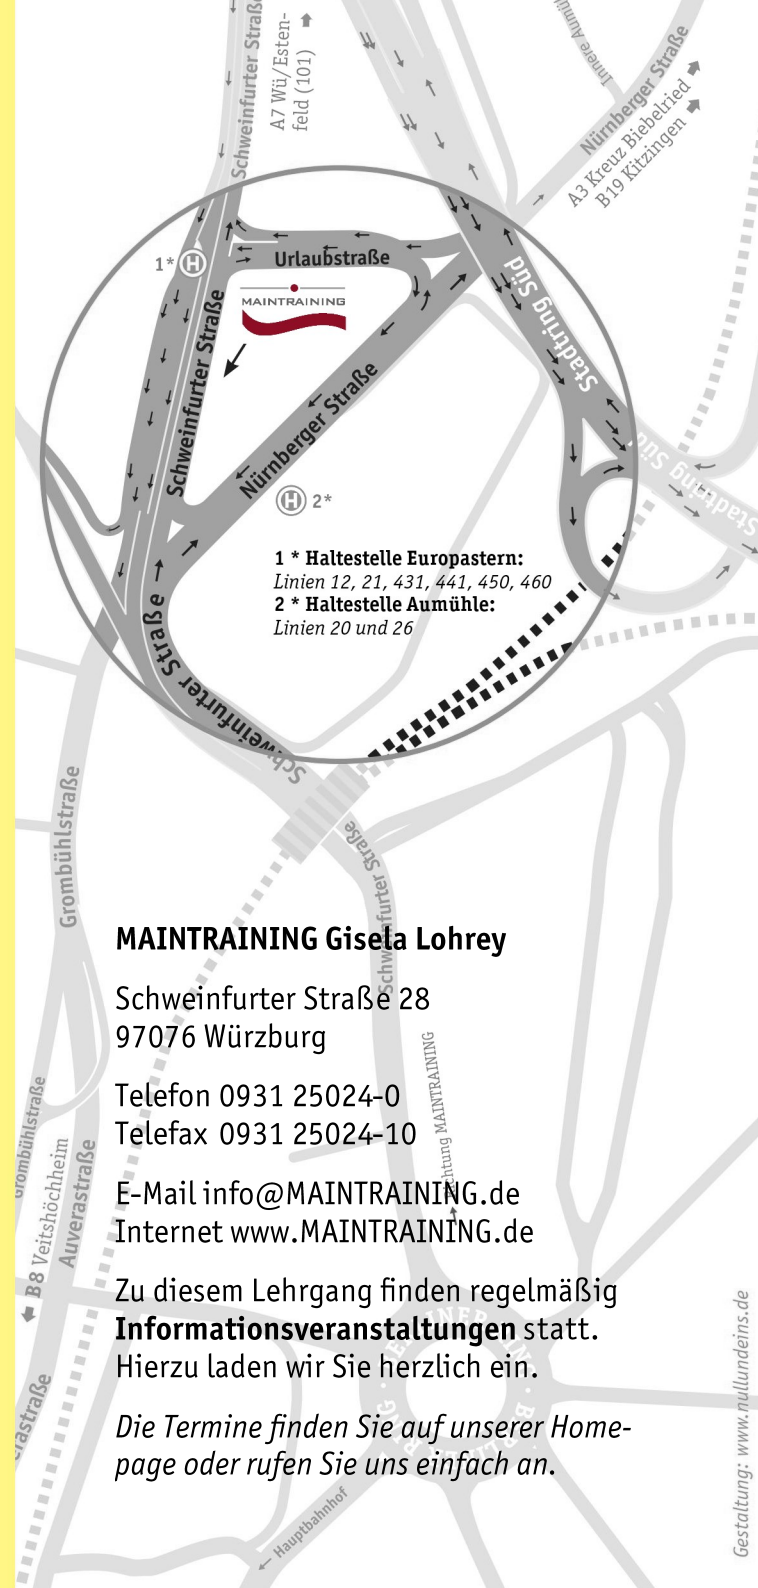 Schweinfurter Straße
A7 Wü/Esten-
feld (101)
Nürnberger Straße
A3 Kreuz Biebelried
B19 Kitzingen
Innere
1* H
Urlaubstraße
MAINTRAINING
Schweinfurter Straße
Nürnberger Straße
Stadtring Süd
Stadtring Süd
H 2*
1 * Haltestelle Europastern:
Linien 12, 21, 431, 441, 450, 460
2 * Haltestelle Aumühle:
Linien 20 und 26
Schweinfurter Straße
Grombühlstraße
Schweinfurter Straße
MAINTRAINING Gisela Lohrey
Schweinfurter Straße 28
97076 Würzburg
Telefon 0931 25024-0
Telefax 0931 25024-10
E-Mail info@MAINTRAINING.de
Internet www.MAINTRAINING.de
Zu diesem Lehrgang finden regelmäßig
Informationsveranstaltungen statt.
Hierzu laden wir Sie herzlich ein.
Die Termine finden Sie auf unserer Home-
page oder rufen Sie uns einfach an.
Richtung MAINTRAINING
Grombühlstraße
B8 Veitshöchheim
Auverastraße
BERLINER RING
Hauptbahnhof
Gestaltung: www.nullundeins.de